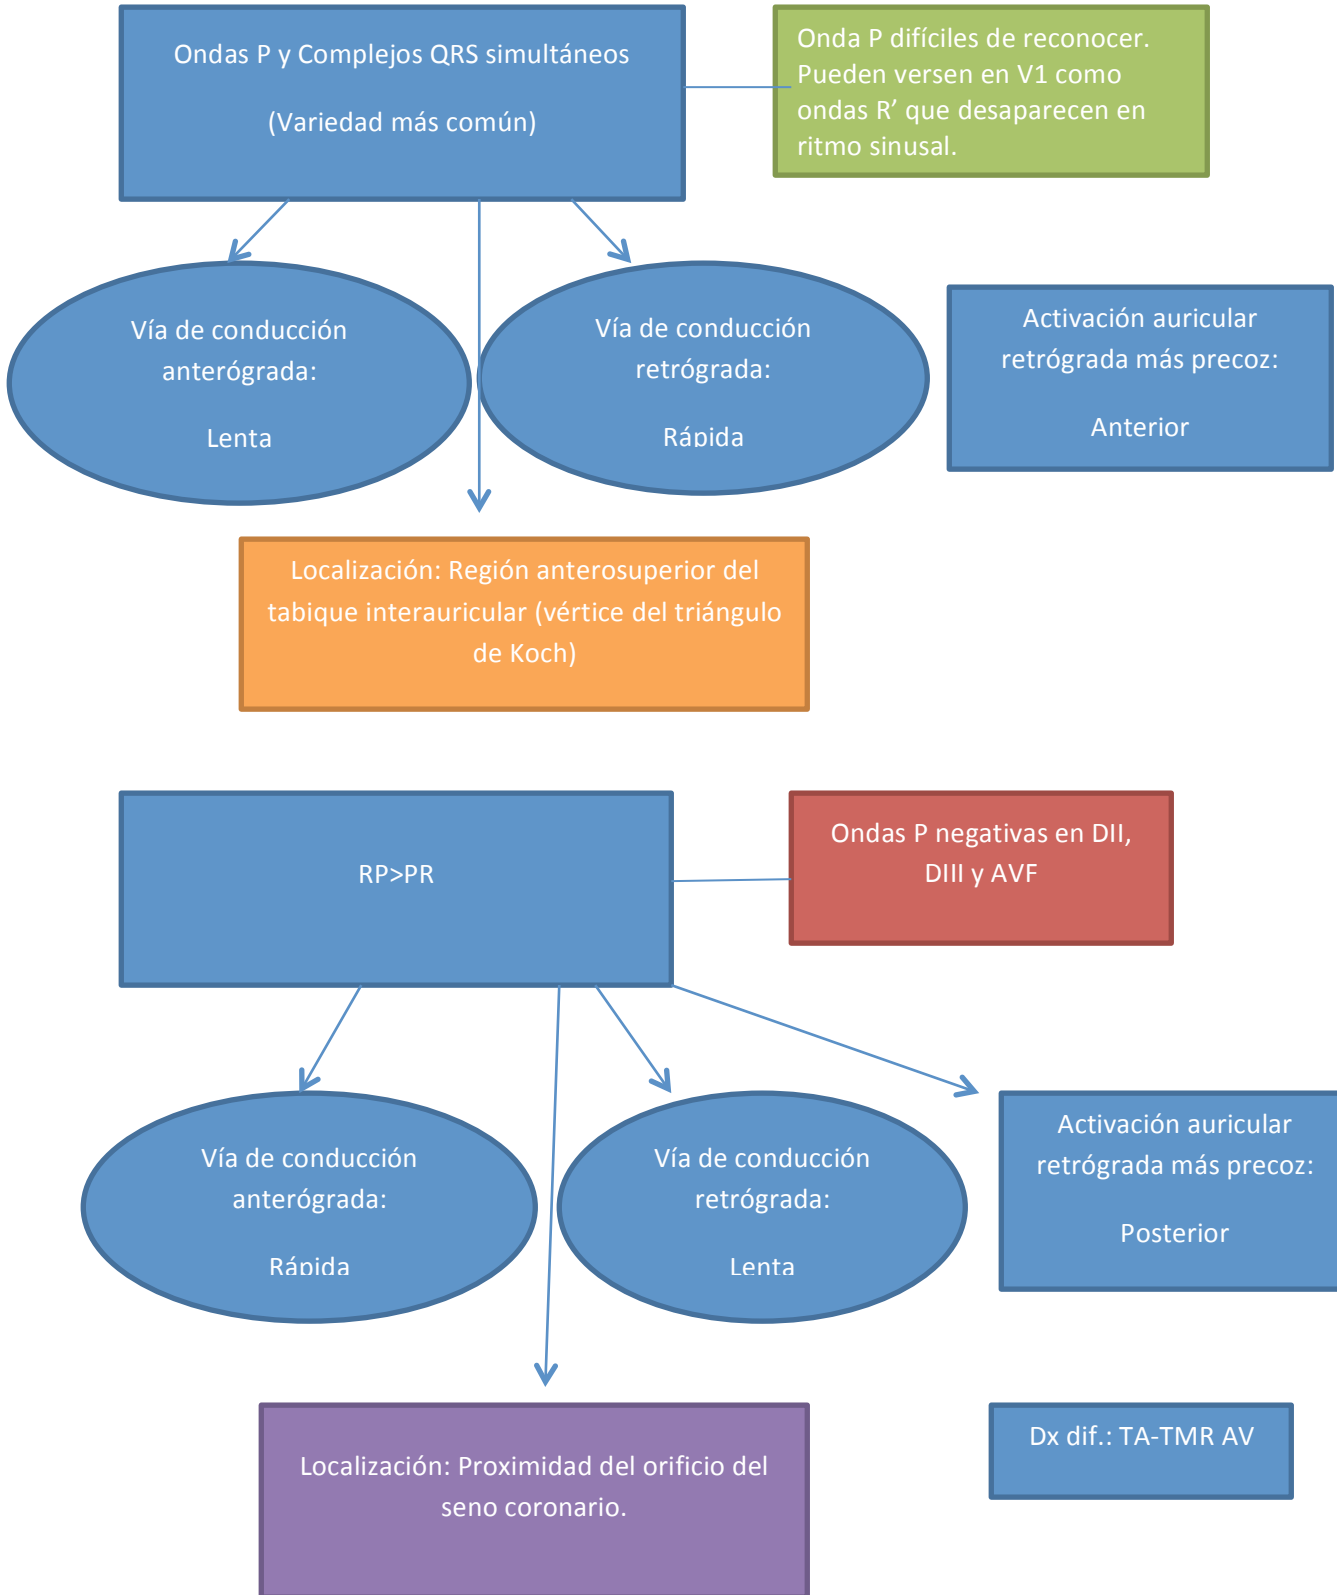 Ondas P y Complejos QRS simultáneos
(Variedad más común)
Onda P difíciles de reconocer.
Pueden versen en V1 como
ondas R’ que desaparecen en
ritmo sinusal.
Vía de conducción
anterógrada:
Lenta
Vía de conducción
retrógrada:
Rápida
Activación auricular
retrógrada más precoz:
Anterior
Localización: Región anterosuperior del
tabique interauricular (vértice del triángulo
de Koch)
RP>PR
Ondas P negativas en DII,
DIII y AVF
Vía de conducción
anterógrada:
Rápida
Vía de conducción
retrógrada:
Lenta
Activación auricular
retrógrada más precoz:
Posterior
Localización: Proximidad del orificio del
seno coronario.
Dx dif.: TA-TMR AV